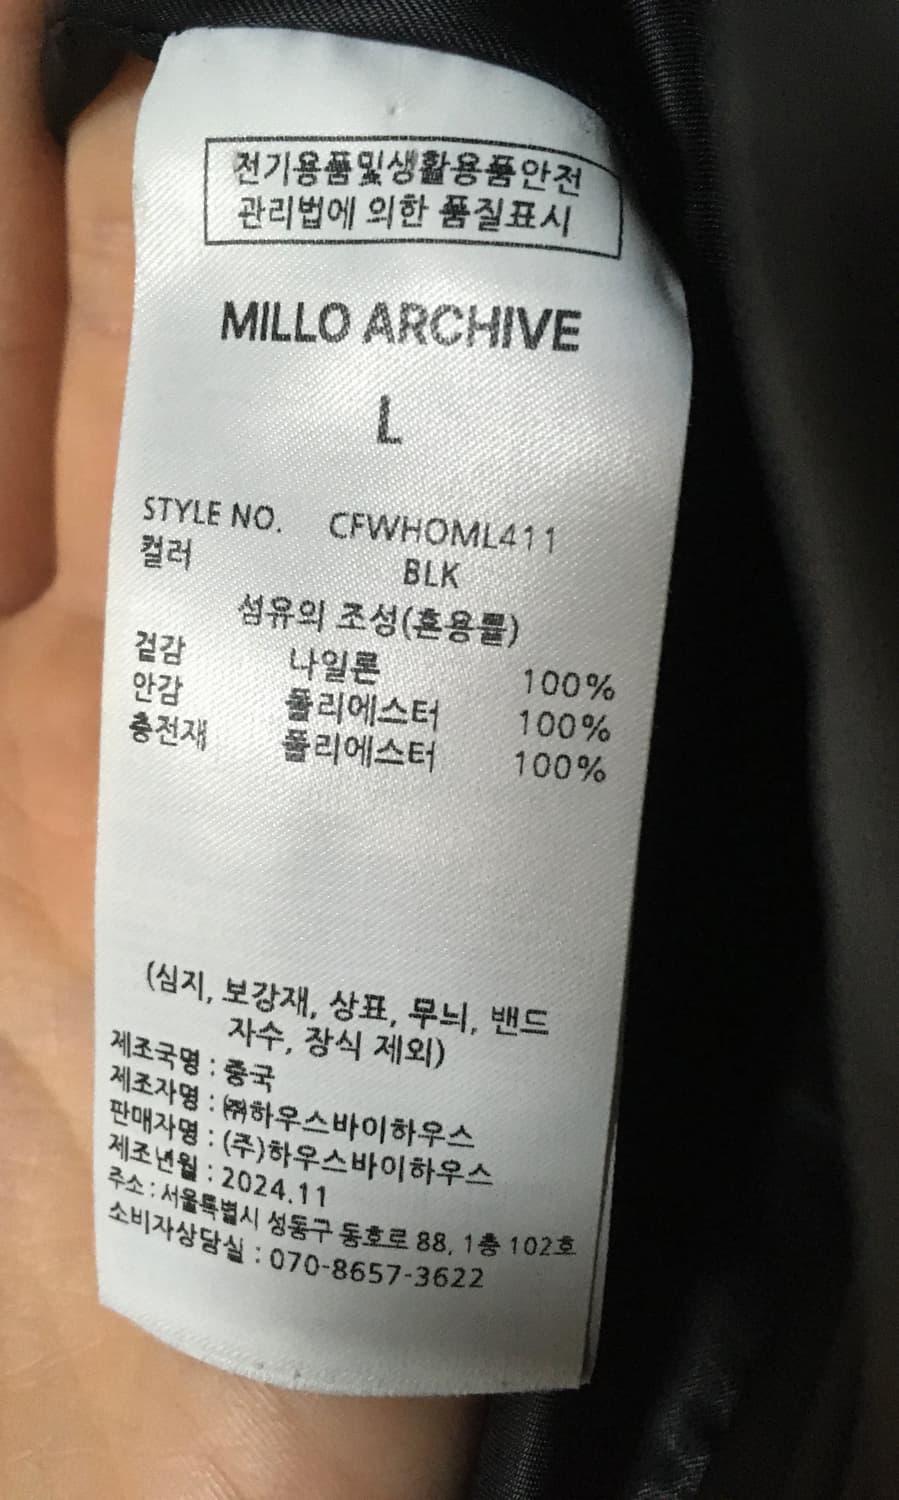 전기용품및생활용품안전
관리법에 의한 품질표시
MILLO ARCHIVE
L
STYLE NO. CFWHOML411
컬러 BLK
섬유의 조성(혼용률)
겉감 나일론 100%
안감 폴리에스터 100%
충전재 폴리에스터 100%
(심지, 보강재, 상표, 무늬, 밴드
자수, 장식 제외)
제조국명 : 중국
제조자명 : ㈜하우스바이하우스
판매자명 : (주)하우스바이하우스
제조년월 : 2024.11
주소 : 서울특별시 성동구 동호로 88, 1층 102호
소비자상담실 : 070-8657-3622